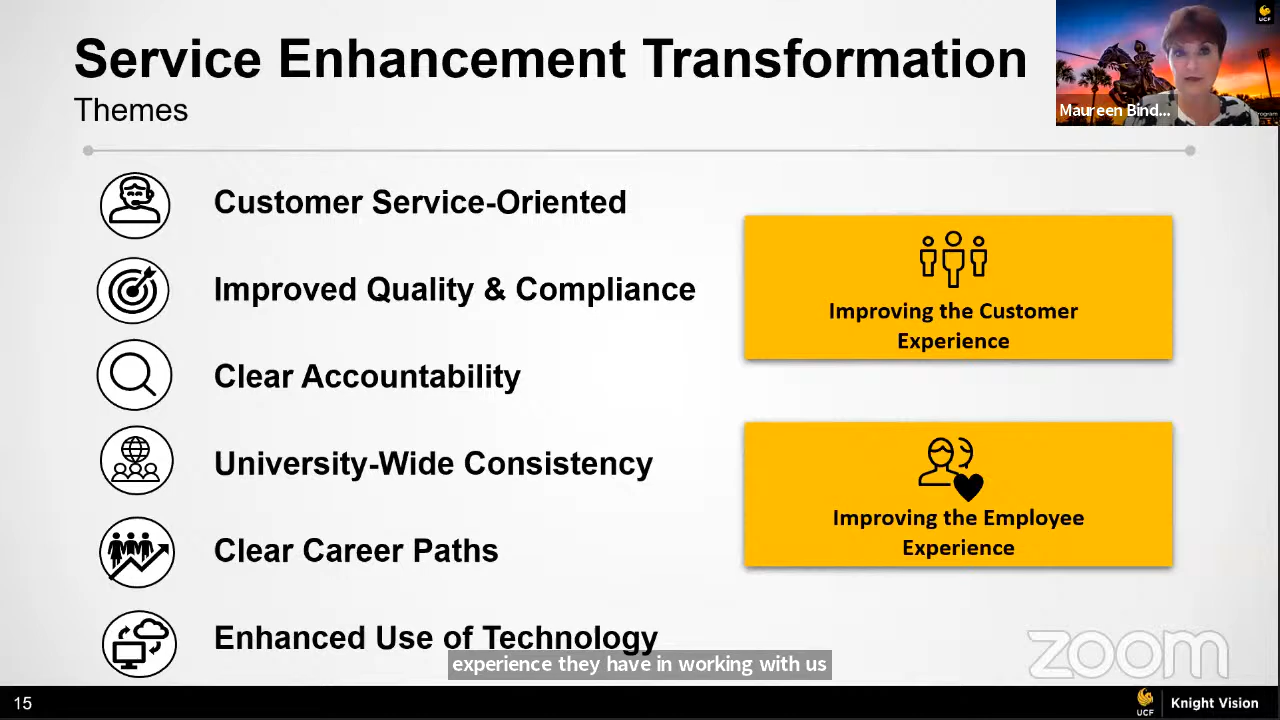 Service Enhancement Transformation
Themes
UCF
Maureen Bind...
Customer Service-Oriented
Improved Quality & Compliance
Clear Accountability
University-Wide Consistency
Clear Career Paths
Enhanced Use of Technology
Improving the Customer
Experience
Improving the Employee
Experience
experience they have in working with us
zoom
15
UCF
Knight Vision